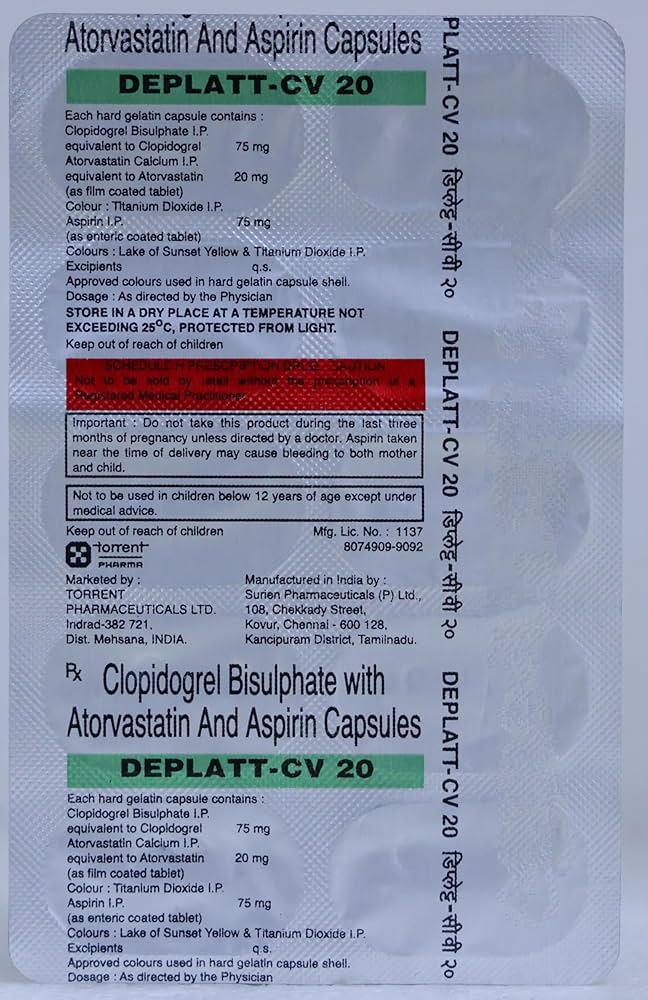 Atorvastatin And Aspirin Capsules
DEPLATT-CV 20
Each hard gelatin capsule contains :
Clopidogrel Bisulphate I.P.
equivalent to Clopidogrel 75 mg
Atorvastatin Calcium I.P.
equivalent to Atorvastatin 20 mg
(as film coated tablet)
Colour : Titanium Dioxide I.P.
Aspirin I.P. 75 mg
(as enteric coated tablet)
Colours : Lake of Sunset Yellow & Titanium Dioxide I.P.
Excipients q.s.
Approved colours used in hard gelatin capsule shell.
Dosage : As directed by the Physician
STORE IN A DRY PLACE AT A TEMPERATURE NOT
EXCEEDING 25°C, PROTECTED FROM LIGHT.
Keep out of reach of children
SCHEDULE H PRESCRIPTION DRUG - CAUTION
Not to be sold by retail without the prescription of a
Registered Medical Practitioner.
Important : Do not take this product during the last three
months of pregnancy unless directed by a doctor. Aspirin taken
near the time of delivery may cause bleeding to both mother
and child.
Not to be used in children below 12 years of age except under
medical advice.
Keep out of reach of children Mfg. Lic. No. : 1137
8074909-9092
torrent
PHARMA
Marketed by :
TORRENT
PHARMACEUTICALS LTD.
Indrad-382 721,
Dist. Mehsana, INDIA.
Manufactured in India by :
Surien Pharmaceuticals (P) Ltd.,
108, Chekkady Street,
Kovur, Chennai - 600 128,
Kancipuram District, Tamilnadu.
Rx Clopidogrel Bisulphate with
Atorvastatin And Aspirin Capsules
DEPLATT-CV 20
Each hard gelatin capsule contains :
Clopidogrel Bisulphate I.P.
equivalent to Clopidogrel 75 mg
Atorvastatin Calcium I.P.
equivalent to Atorvastatin 20 mg
(as film coated tablet)
Colour : Titanium Dioxide I.P.
Aspirin I.P. 75 mg
(as enteric coated tablet)
Colours : Lake of Sunset Yellow & Titanium Dioxide I.P.
Excipients q.s.
Approved colours used in hard gelatin capsule shell.
Dosage : As directed by the Physician
PLATT-CV 20 डिप्लेट्ट-सीवी २० DEPLATT-CV 20 डिप्लेट्ट-सीवी २० DEPLATT-CV 20 डिप्लेट्ट-सीवी २०